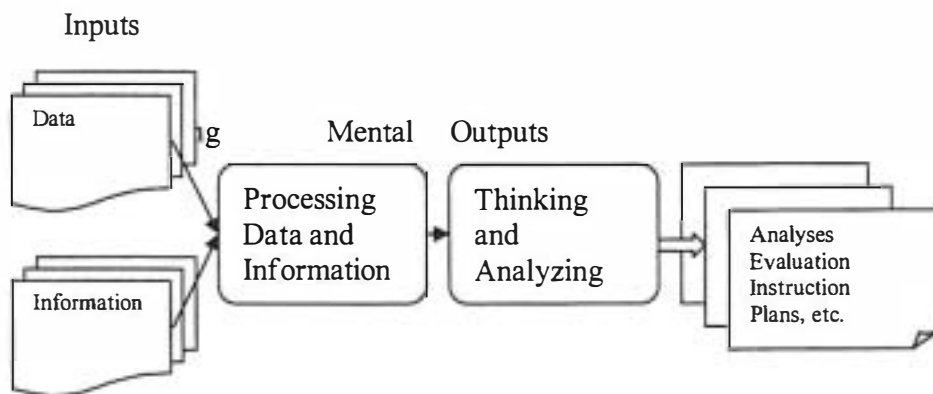 Inputs
Data
g
Mental Outputs
Processing
Data and
Information
Thinking
and
Analyzing
Analyses
Evaluation
Instruction
Plans, etc.
Information